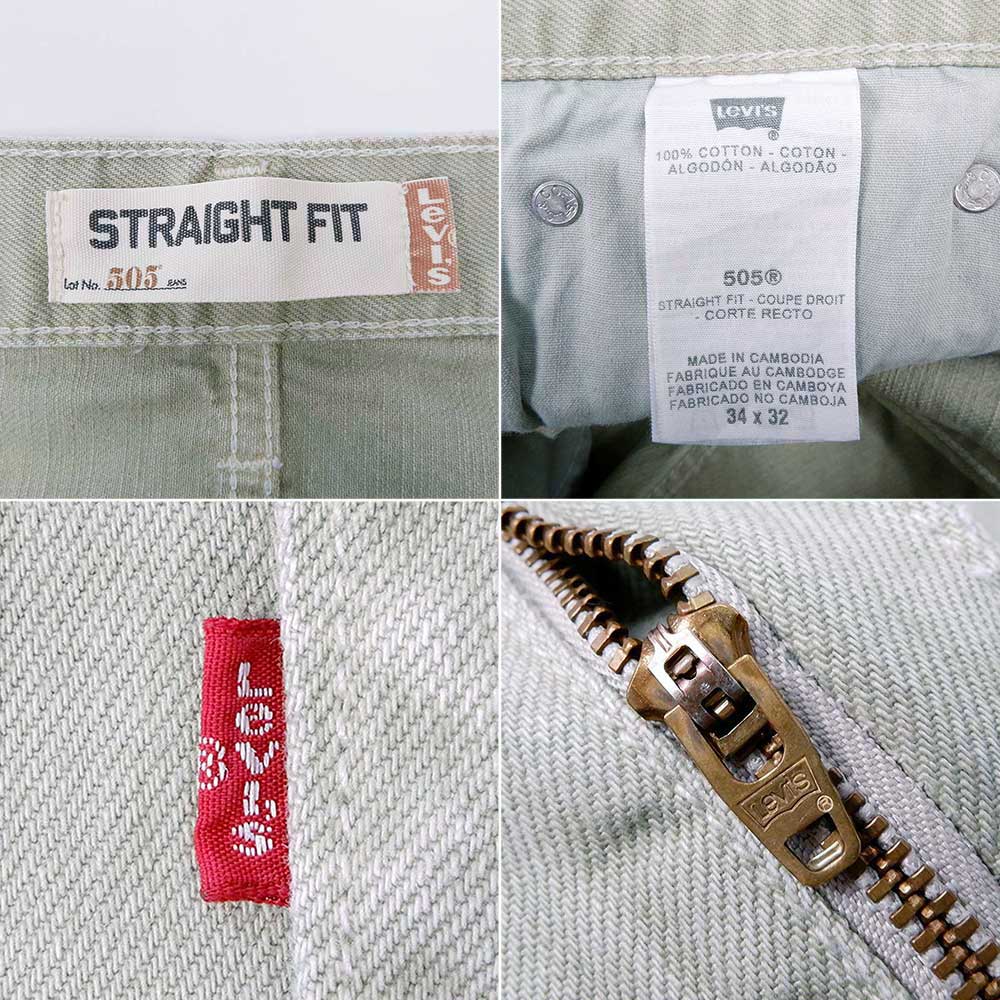 STRAIGHT FIT
Lot No. 505® JEANS
LeVI'S
LEVI'S
®
100% COTTON - COTON -
ALGODÓN - ALGODÃO
505®
STRAIGHT FIT - COUPE DROIT
- CORTE RECTO
MADE IN CAMBODIA
FABRIQUE AU CAMBODGE
FABRICADO EN CAMBOYA
FABRICADO NO CAMBOJA
34 x 32
LeVI'S
®
LeVIS
®